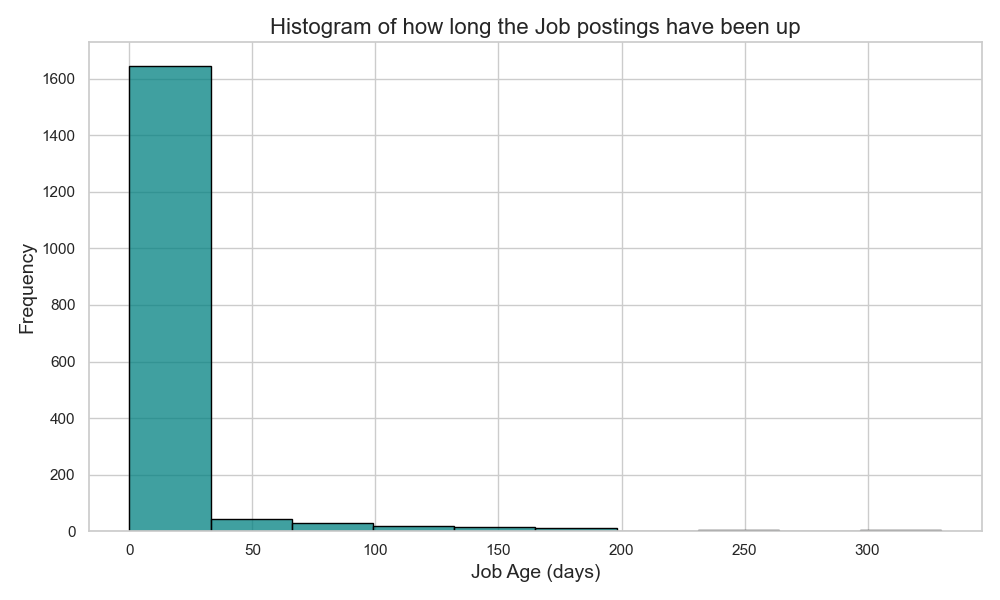 Histogram of how long the Job postings have been up
Frequency
1600
1400
1200
1000
800
600
400
200
0
0 50 100 150 200 250 300
Job Age (days)